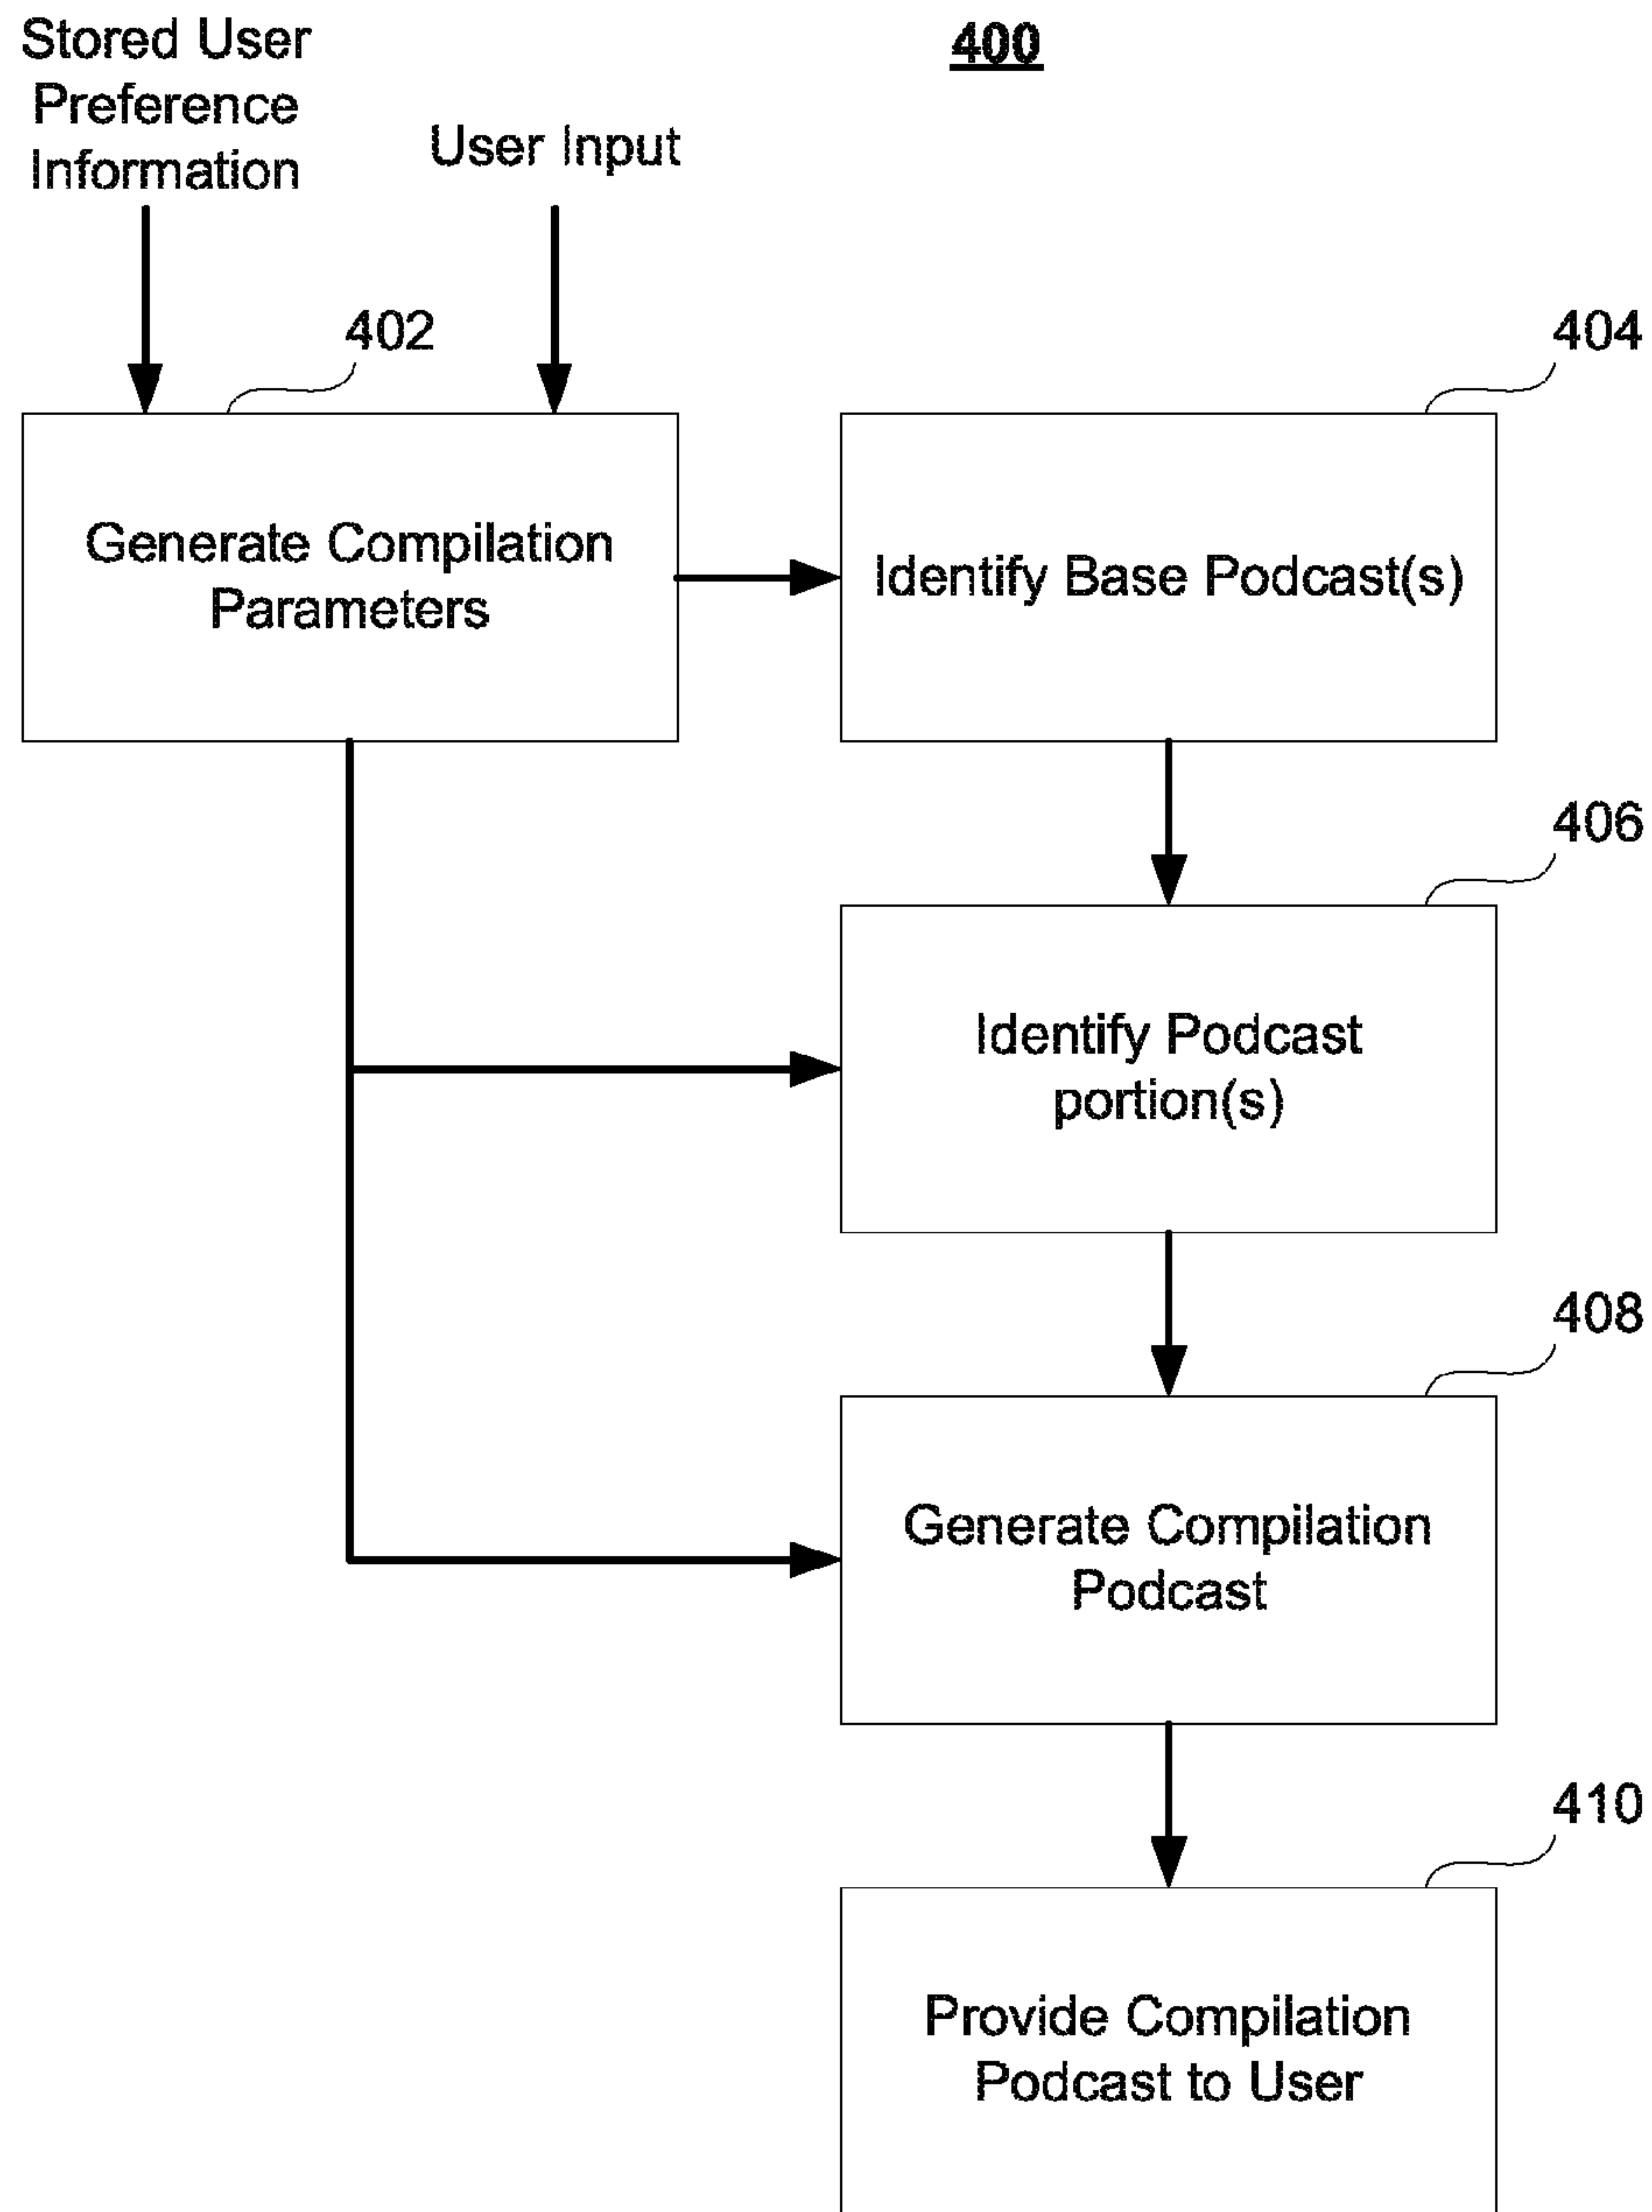 Stored User
Preference
Information
400
User Input
402
404
Generate Compilation
Parameters
Identify Base Podcast(s)
406
Identify Podcast
portion(s)
408
Generate Compilation
Podcast
410
Provide Compilation
Podcast to User